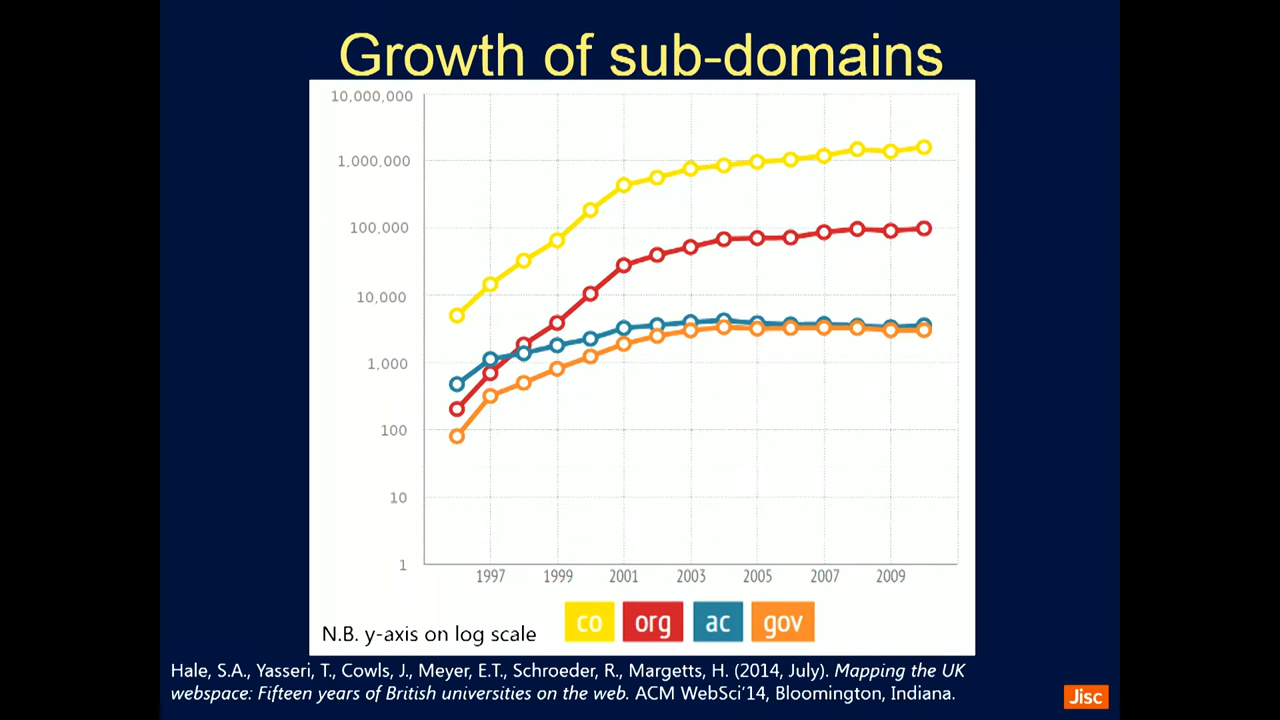 Growth of sub-domains
10,000,000
1,000,000
100,000
10,000
1,000
100
10
1
1997 1999 2001 2003 2005 2007 2009
N.B. y-axis on log scale
co org ac gov
Hale, S.A., Yasseri, T., Cowls, J., Meyer, E.T., Schroeder, R., Margetts, H. (2014, July). Mapping the UK
webspace: Fifteen years of British universities on the web. ACM WebSci'14, Bloomington, Indiana.
Jisc